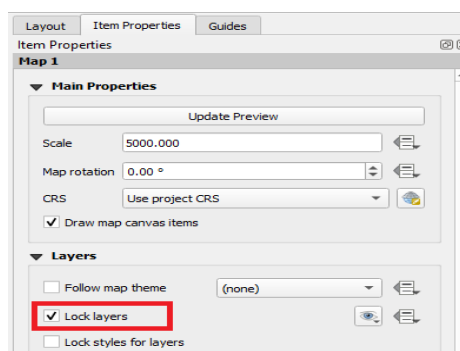 Layout Item Properties Guides
Item Properties
Map 1
Main Properties
Update Preview
Scale 5000.000
Map rotation 0.00 °
CRS Use project CRS
Draw map canvas items
Layers
Follow map theme (none)
Lock layers
Lock styles for layers